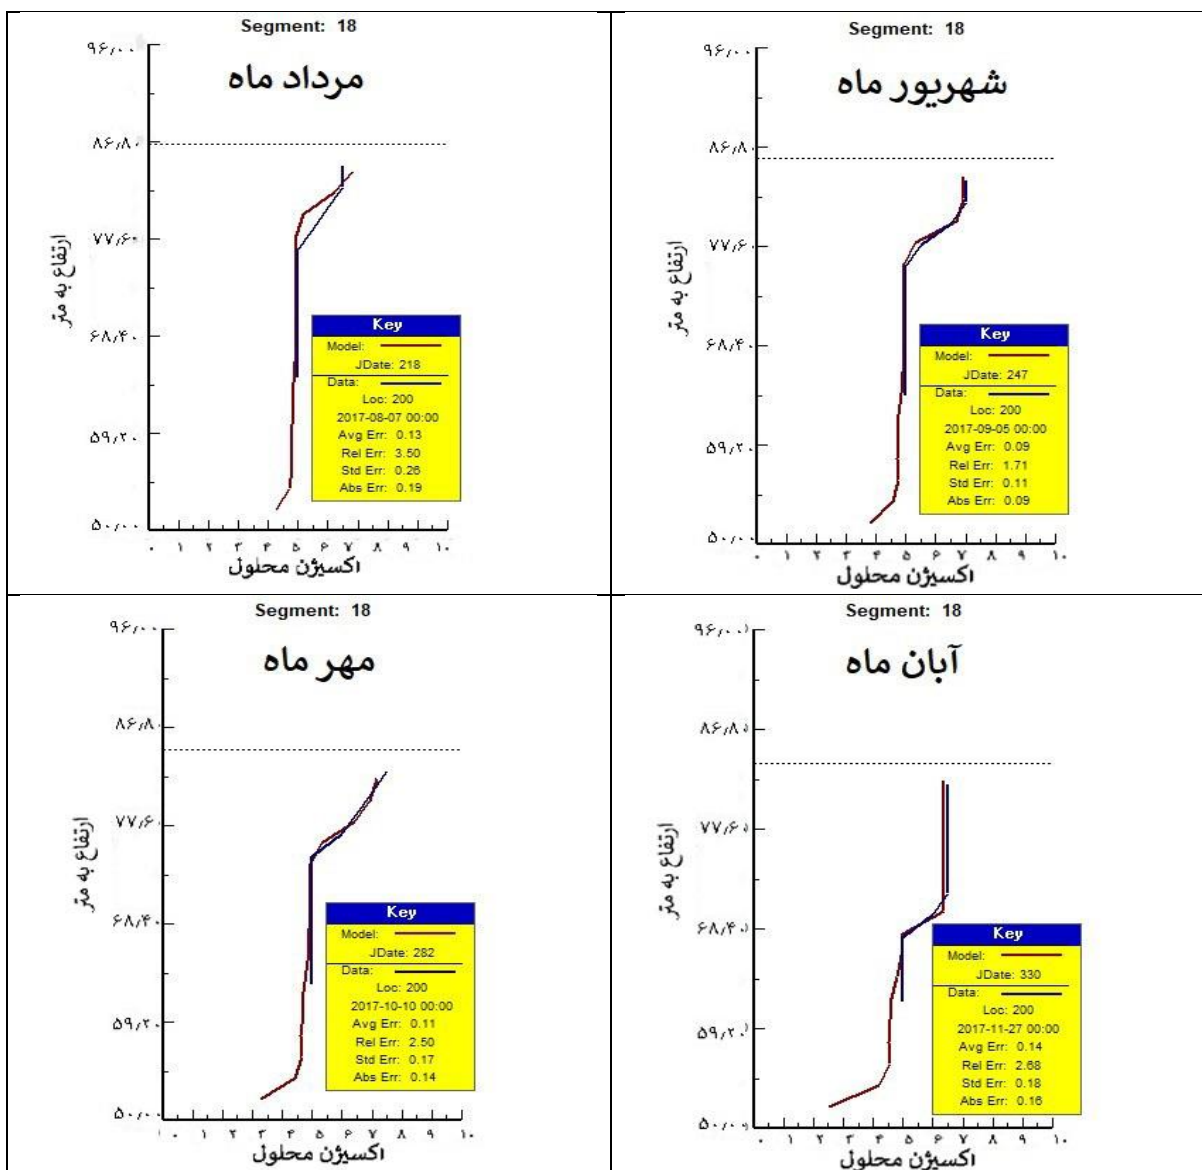 Segment: 18
مرداد ماه
۹۶٫۰۰
۸۶٫۸۰
۷۷٫۶۰
۶۸٫۴۰
۵۹٫۲۰
۵۰٫۰۰
ارتفاع به متر
Key
Model:
JDate: 218
Data:
Loc: 200
2017-08-07 00:00
Avg Err: 0.13
Rel Err: 3.50
Std Err: 0.26
Abs Err: 0.19
۰ ۱ ۲ ۳ ۴ ۵ ۶ ۷ ۸ ۹ ۱۰
اکسیژن محلول
Segment: 18
شهریور ماه
۹۶٫۰۰
۸۶٫۸۰
۷۷٫۶۰
۶۸٫۴۰
۵۹٫۲۰
۵۰٫۰۰
ارتفاع به متر
Key
Model:
JDate: 247
Data:
Loc: 200
2017-09-05 00:00
Avg Err: 0.09
Rel Err: 1.71
Std Err: 0.11
Abs Err: 0.09
۰ ۱ ۲ ۳ ۴ ۵ ۶ ۷ ۸ ۹ ۱۰
اکسیژن محلول
Segment: 18
مهر ماه
۹۶٫۰۰
۸۶٫۸۰
۷۷٫۶۰
۶۸٫۴۰
۵۹٫۲۰
۵۰٫۰۰
ارتفاع به متر
Key
Model:
JDate: 282
Data:
Loc: 200
2017-10-10 00:00
Avg Err: 0.11
Rel Err: 2.50
Std Err: 0.17
Abs Err: 0.14
۰ ۱ ۲ ۳ ۴ ۵ ۶ ۷ ۸ ۹ ۱۰
اکسیژن محلول
Segment: 18
آبان ماه
۹۶٫۰۰
۸۶٫۸۰
۷۷٫۶۰
۶۸٫۴۰
۵۹٫۲۰
۵۰٫۰۰
ارتفاع به متر
Key
Model:
JDate: 330
Data:
Loc: 200
2017-11-27 00:00
Avg Err: 0.14
Rel Err: 2.68
Std Err: 0.18
Abs Err: 0.16
۰ ۱ ۲ ۳ ۴ ۵ ۶ ۷ ۸ ۹ ۱۰
اکسیژن محلول